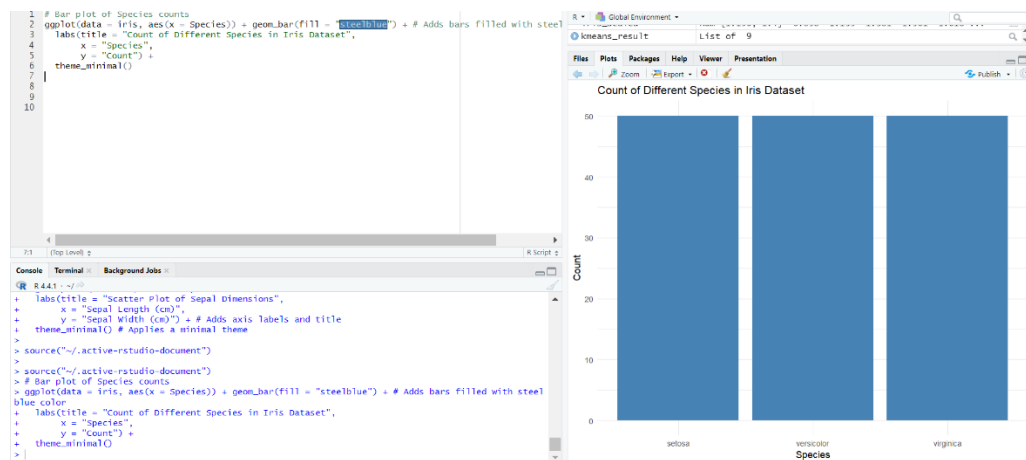 1 # Bar plot of Species counts
2 ggplot(data = iris, aes(x = Species)) + geom_bar(fill = "steelblue") + # Adds bars filled with steel
3 labs(title = "Count of Different Species in Iris Dataset",
4 x = "Species",
5 y = "Count") +
6 theme_minimal()
7
8
9
10
7:1 (Top Level) R Script
Console Terminal Background Jobs
R 4.4.1 · ~/
+ labs(title = "Scatter Plot of Sepal Dimensions",
+ x = "Sepal Length (cm)",
+ y = "Sepal Width (cm)") + # Adds axis labels and title
+ theme_minimal() # Applies a minimal theme
>
> source("~/.active-rstudio-document")
>
> source("~/.active-rstudio-document")
> # Bar plot of Species counts
> ggplot(data = iris, aes(x = Species)) + geom_bar(fill = "steelblue") + # Adds bars filled with steel
blue color
+ labs(title = "Count of Different Species in Iris Dataset",
+ x = "Species",
+ y = "Count") +
+ theme_minimal()
>
R Global Environment
kmeans_result List of 9
Files Plots Packages Help Viewer Presentation
Zoom Export Publish
Count of Different Species in Iris Dataset
50
40
30
20
10
0
Count
setosa versicolor virginica
Species